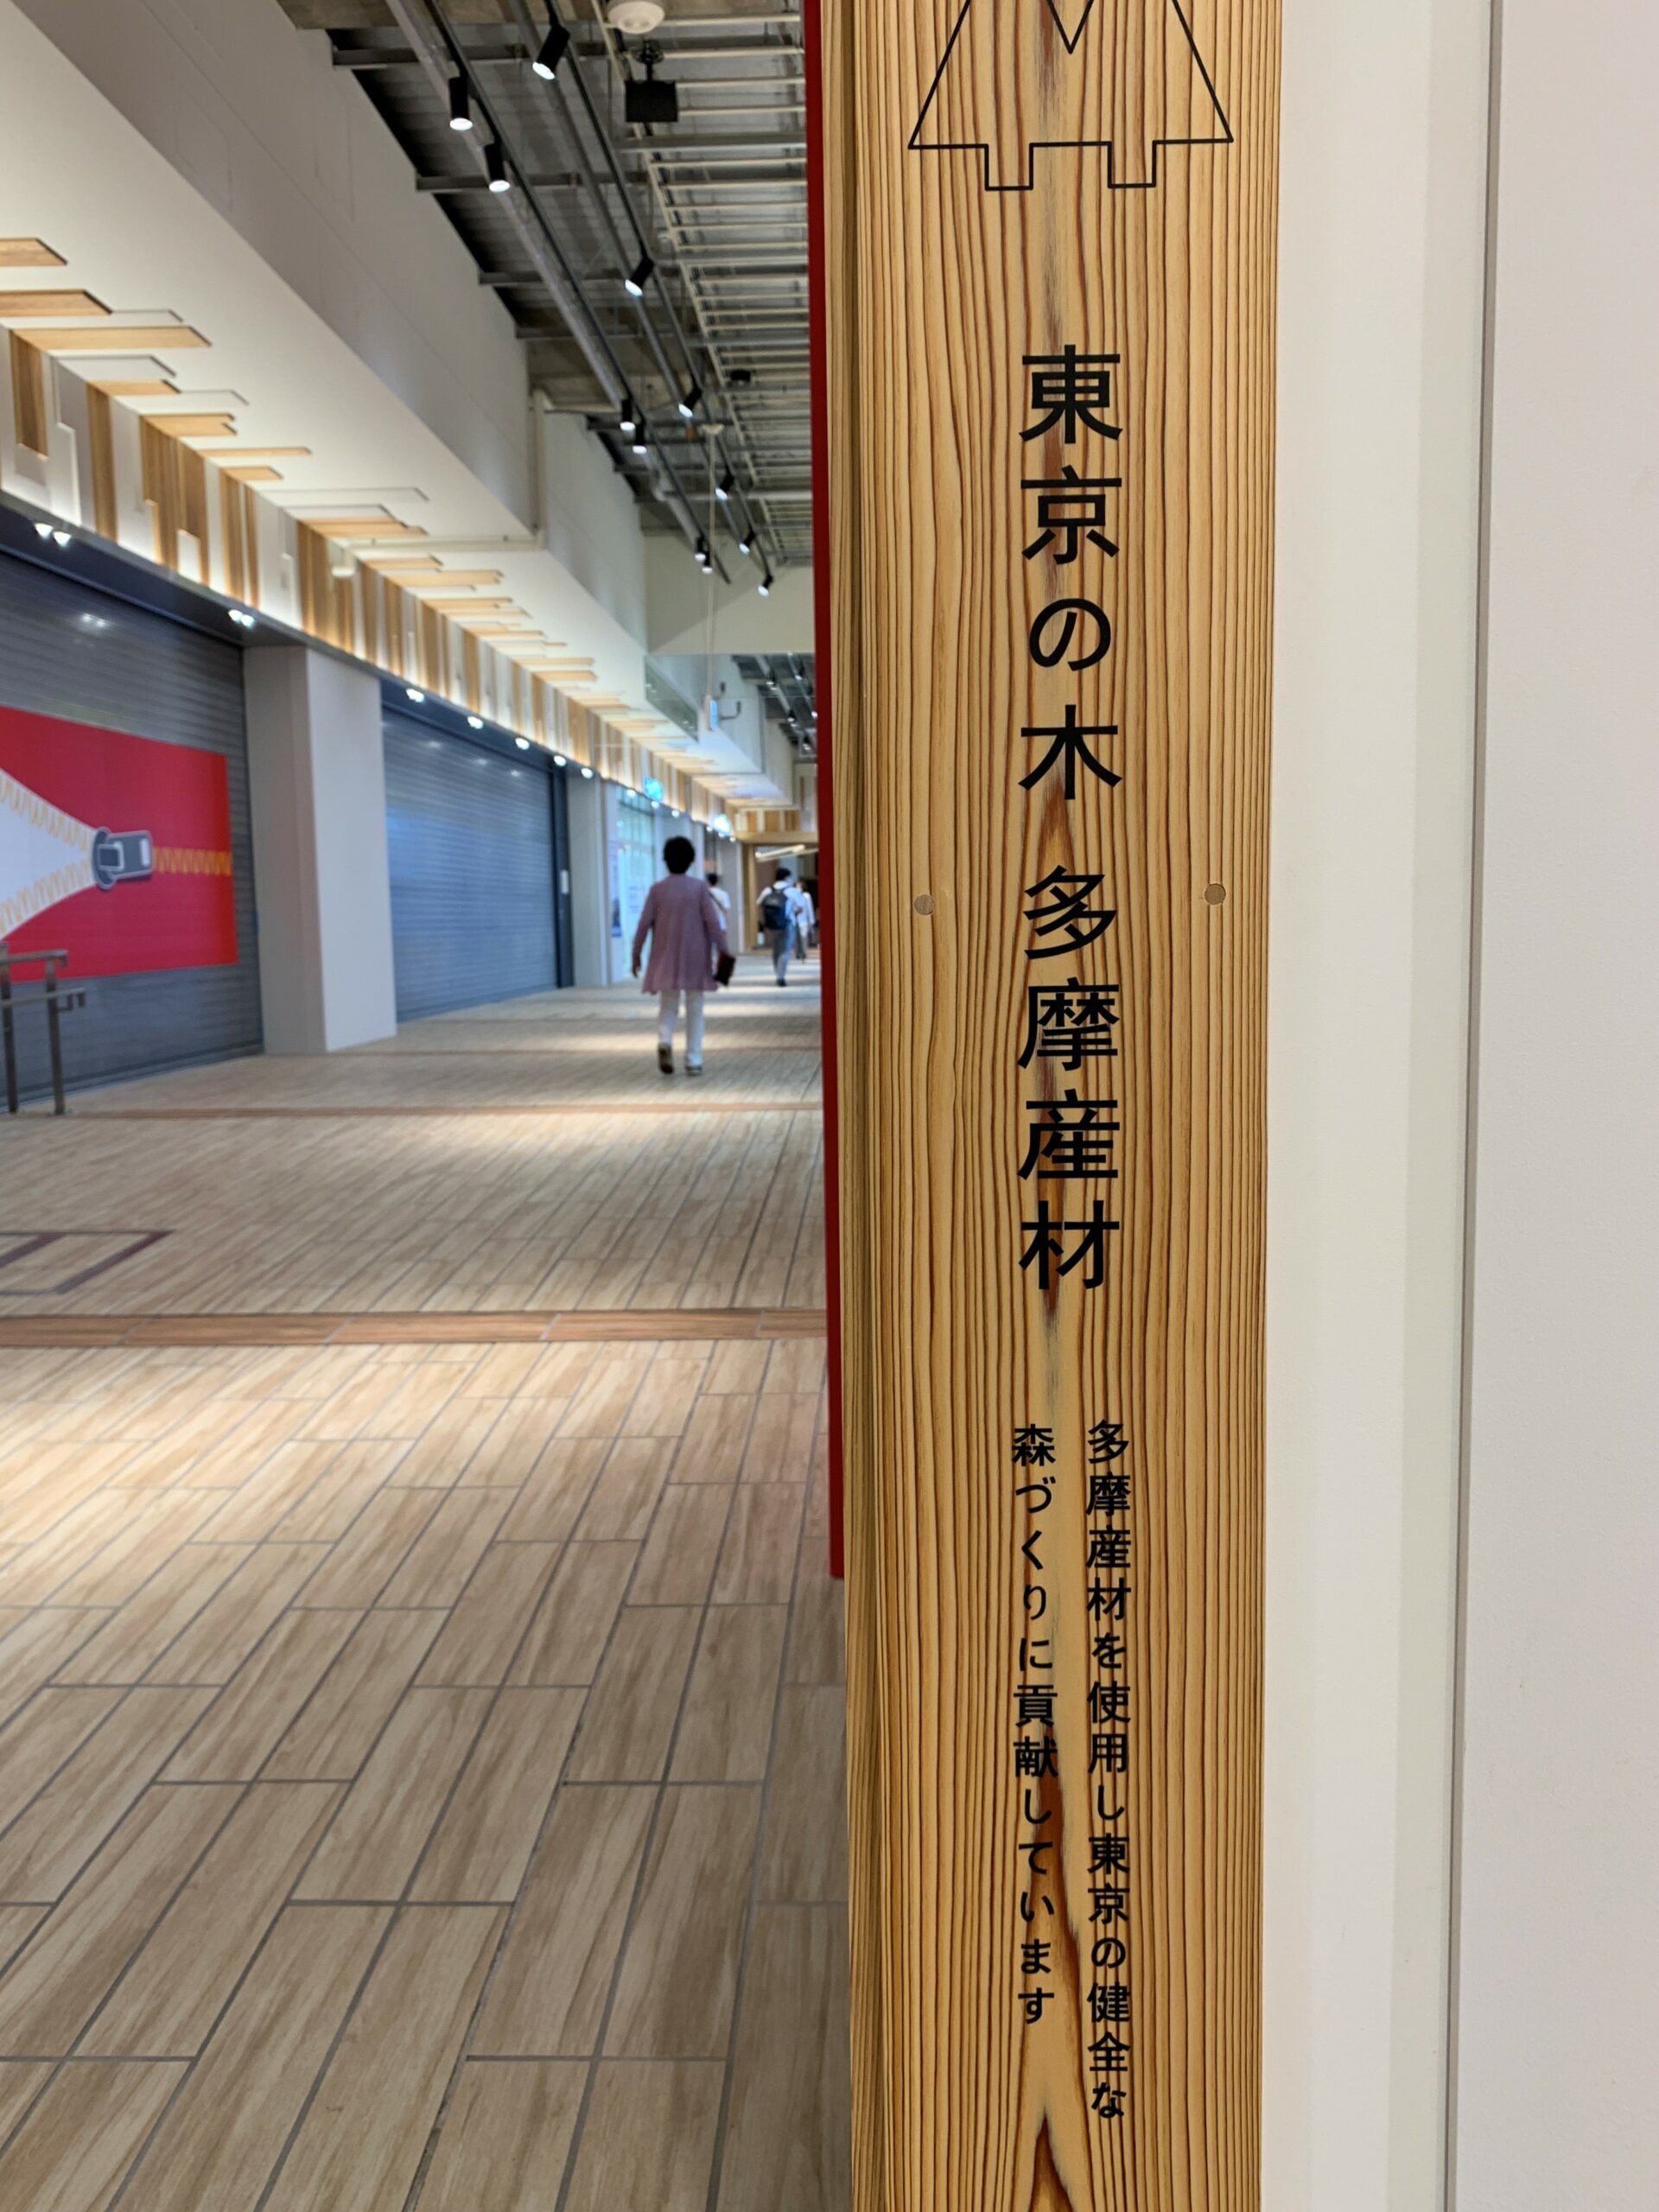 東京の木 多摩産材
多摩産材を使用し東京の健全な
森づくりに貢献しています